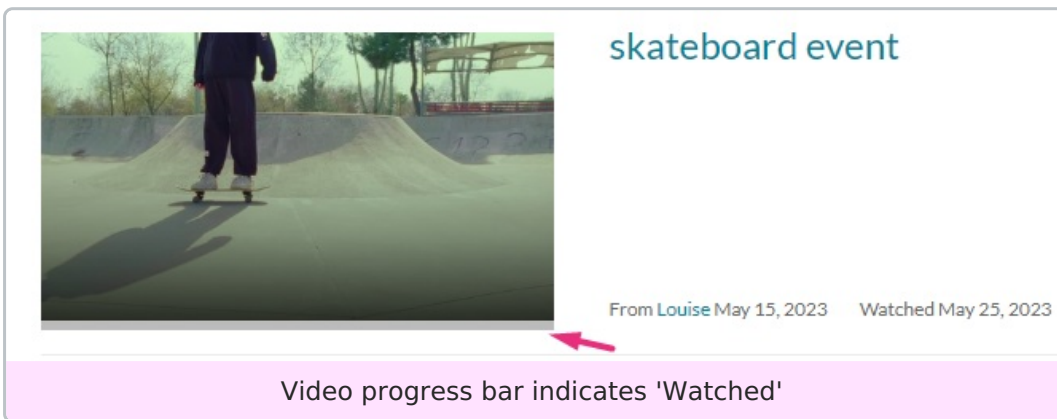 skateboard event
From Louise May 15, 2023 Watched May 25, 2023
Video progress bar indicates 'Watched'